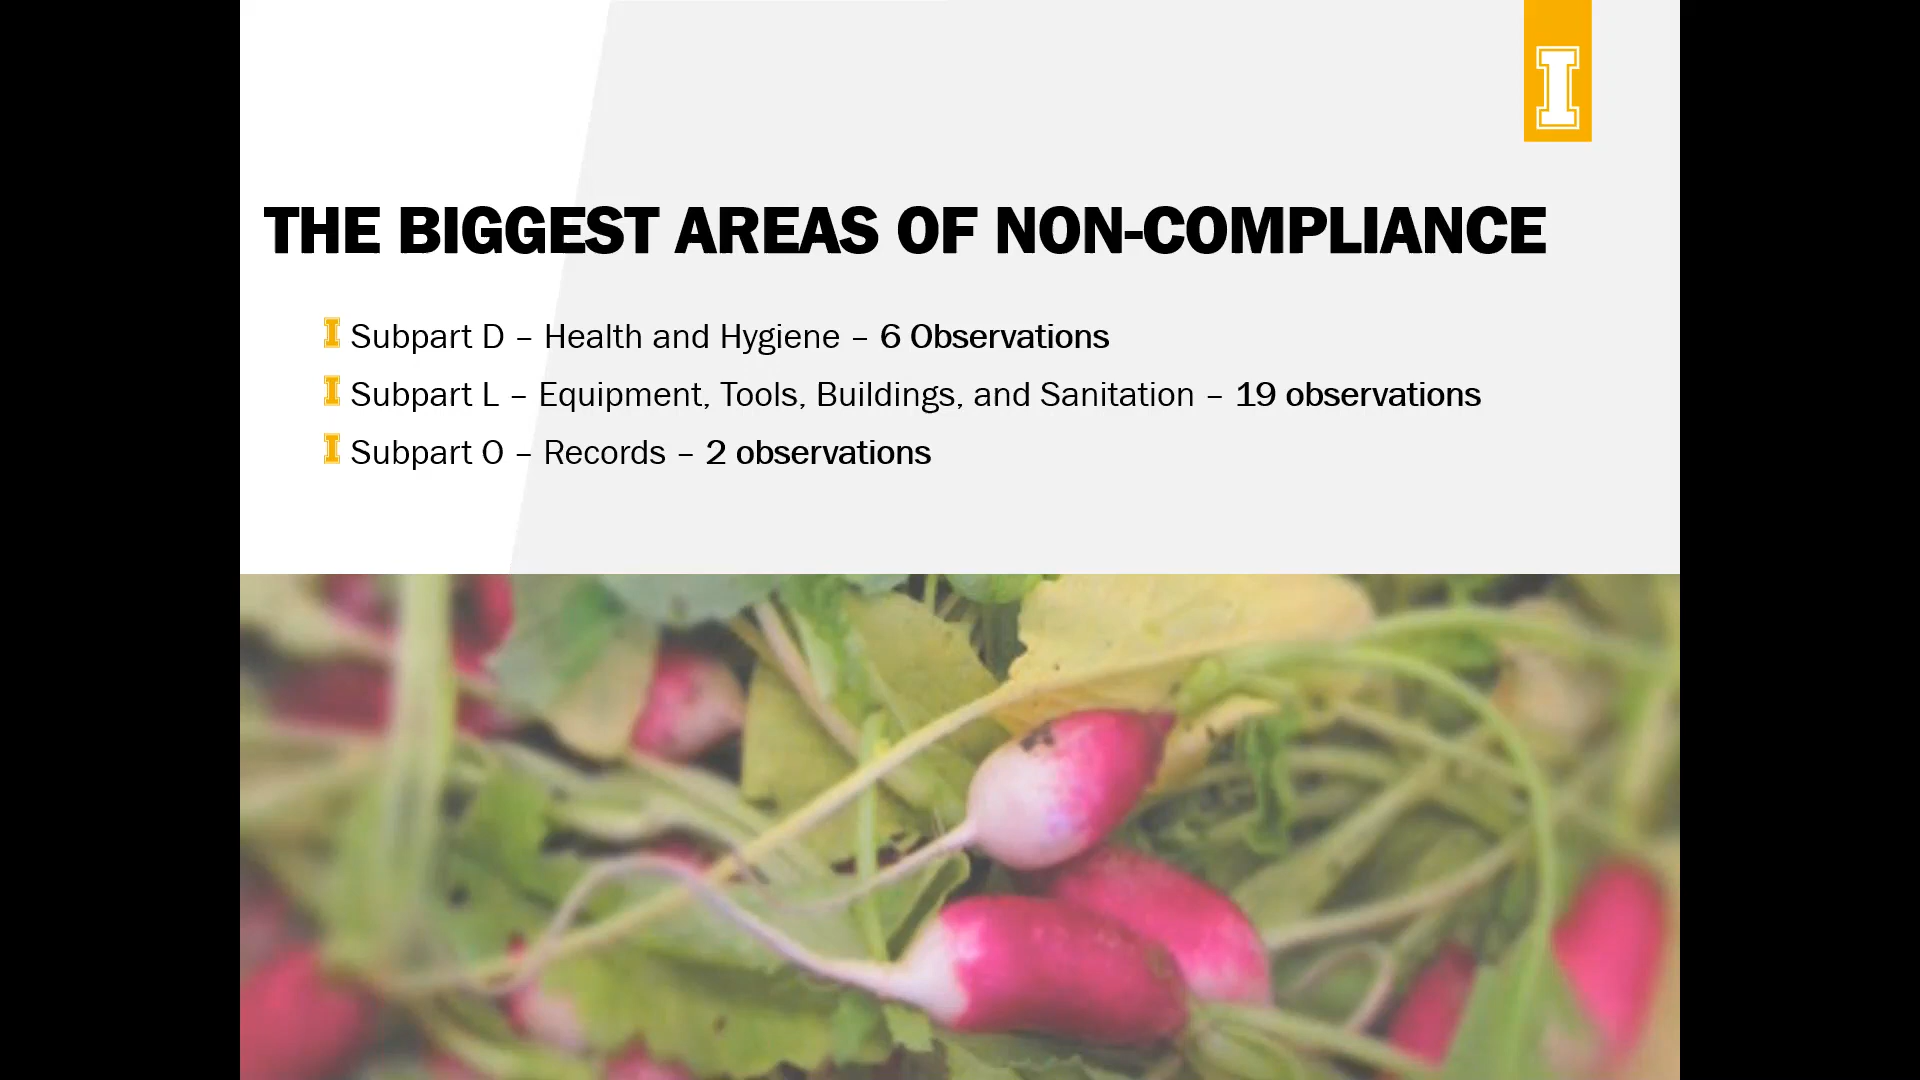 I
THE BIGGEST AREAS OF NON-COMPLIANCE
Subpart D – Health and Hygiene – 6 Observations
Subpart L – Equipment, Tools, Buildings, and Sanitation – 19 observations
Subpart O – Records – 2 observations